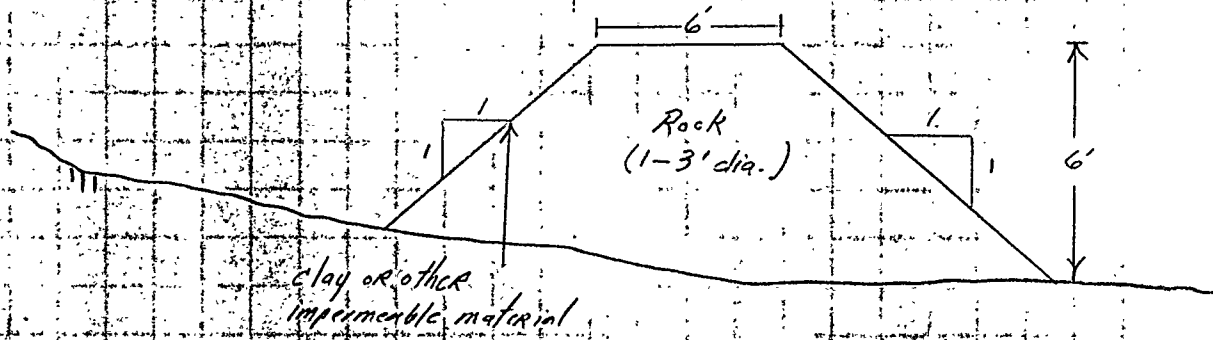 6'
1
1
Rock
(1-3' dia.)
1
1
6'
clay or other
impermeable material